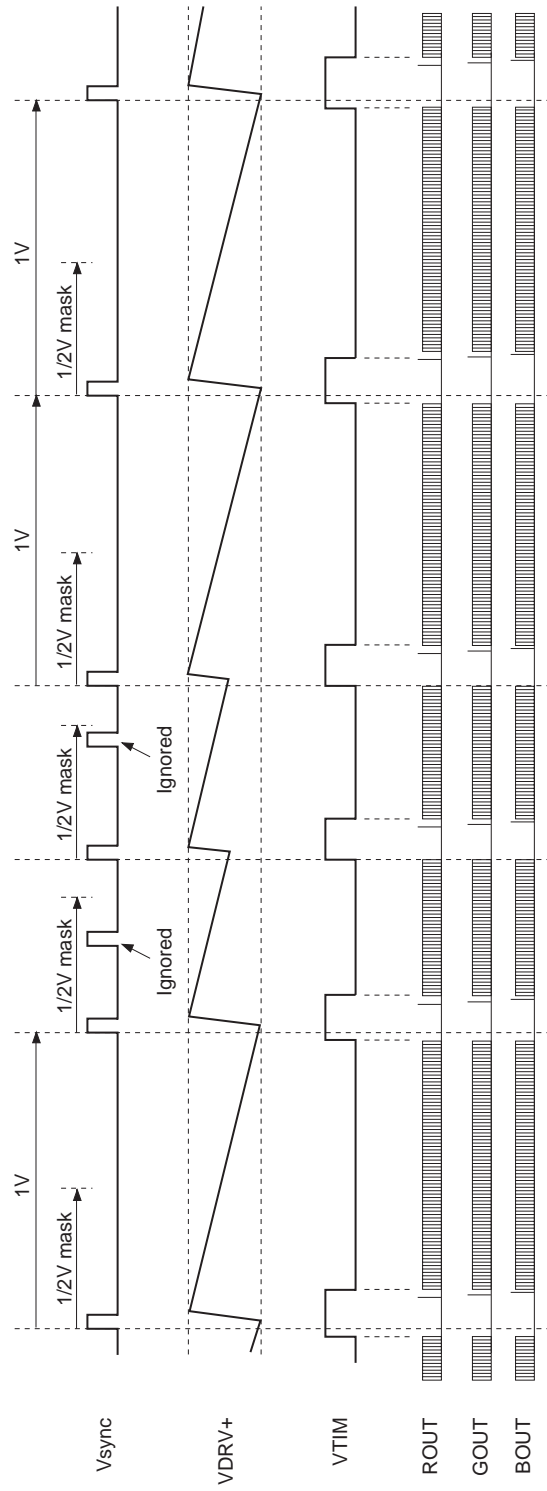 1V
1V
1V
1/2V mask
1/2V mask
1/2V mask
1/2V mask
1/2V mask
Vsync
Ignored
Ignored
VDRV+
VTIM
ROUT
GOUT
BOUT